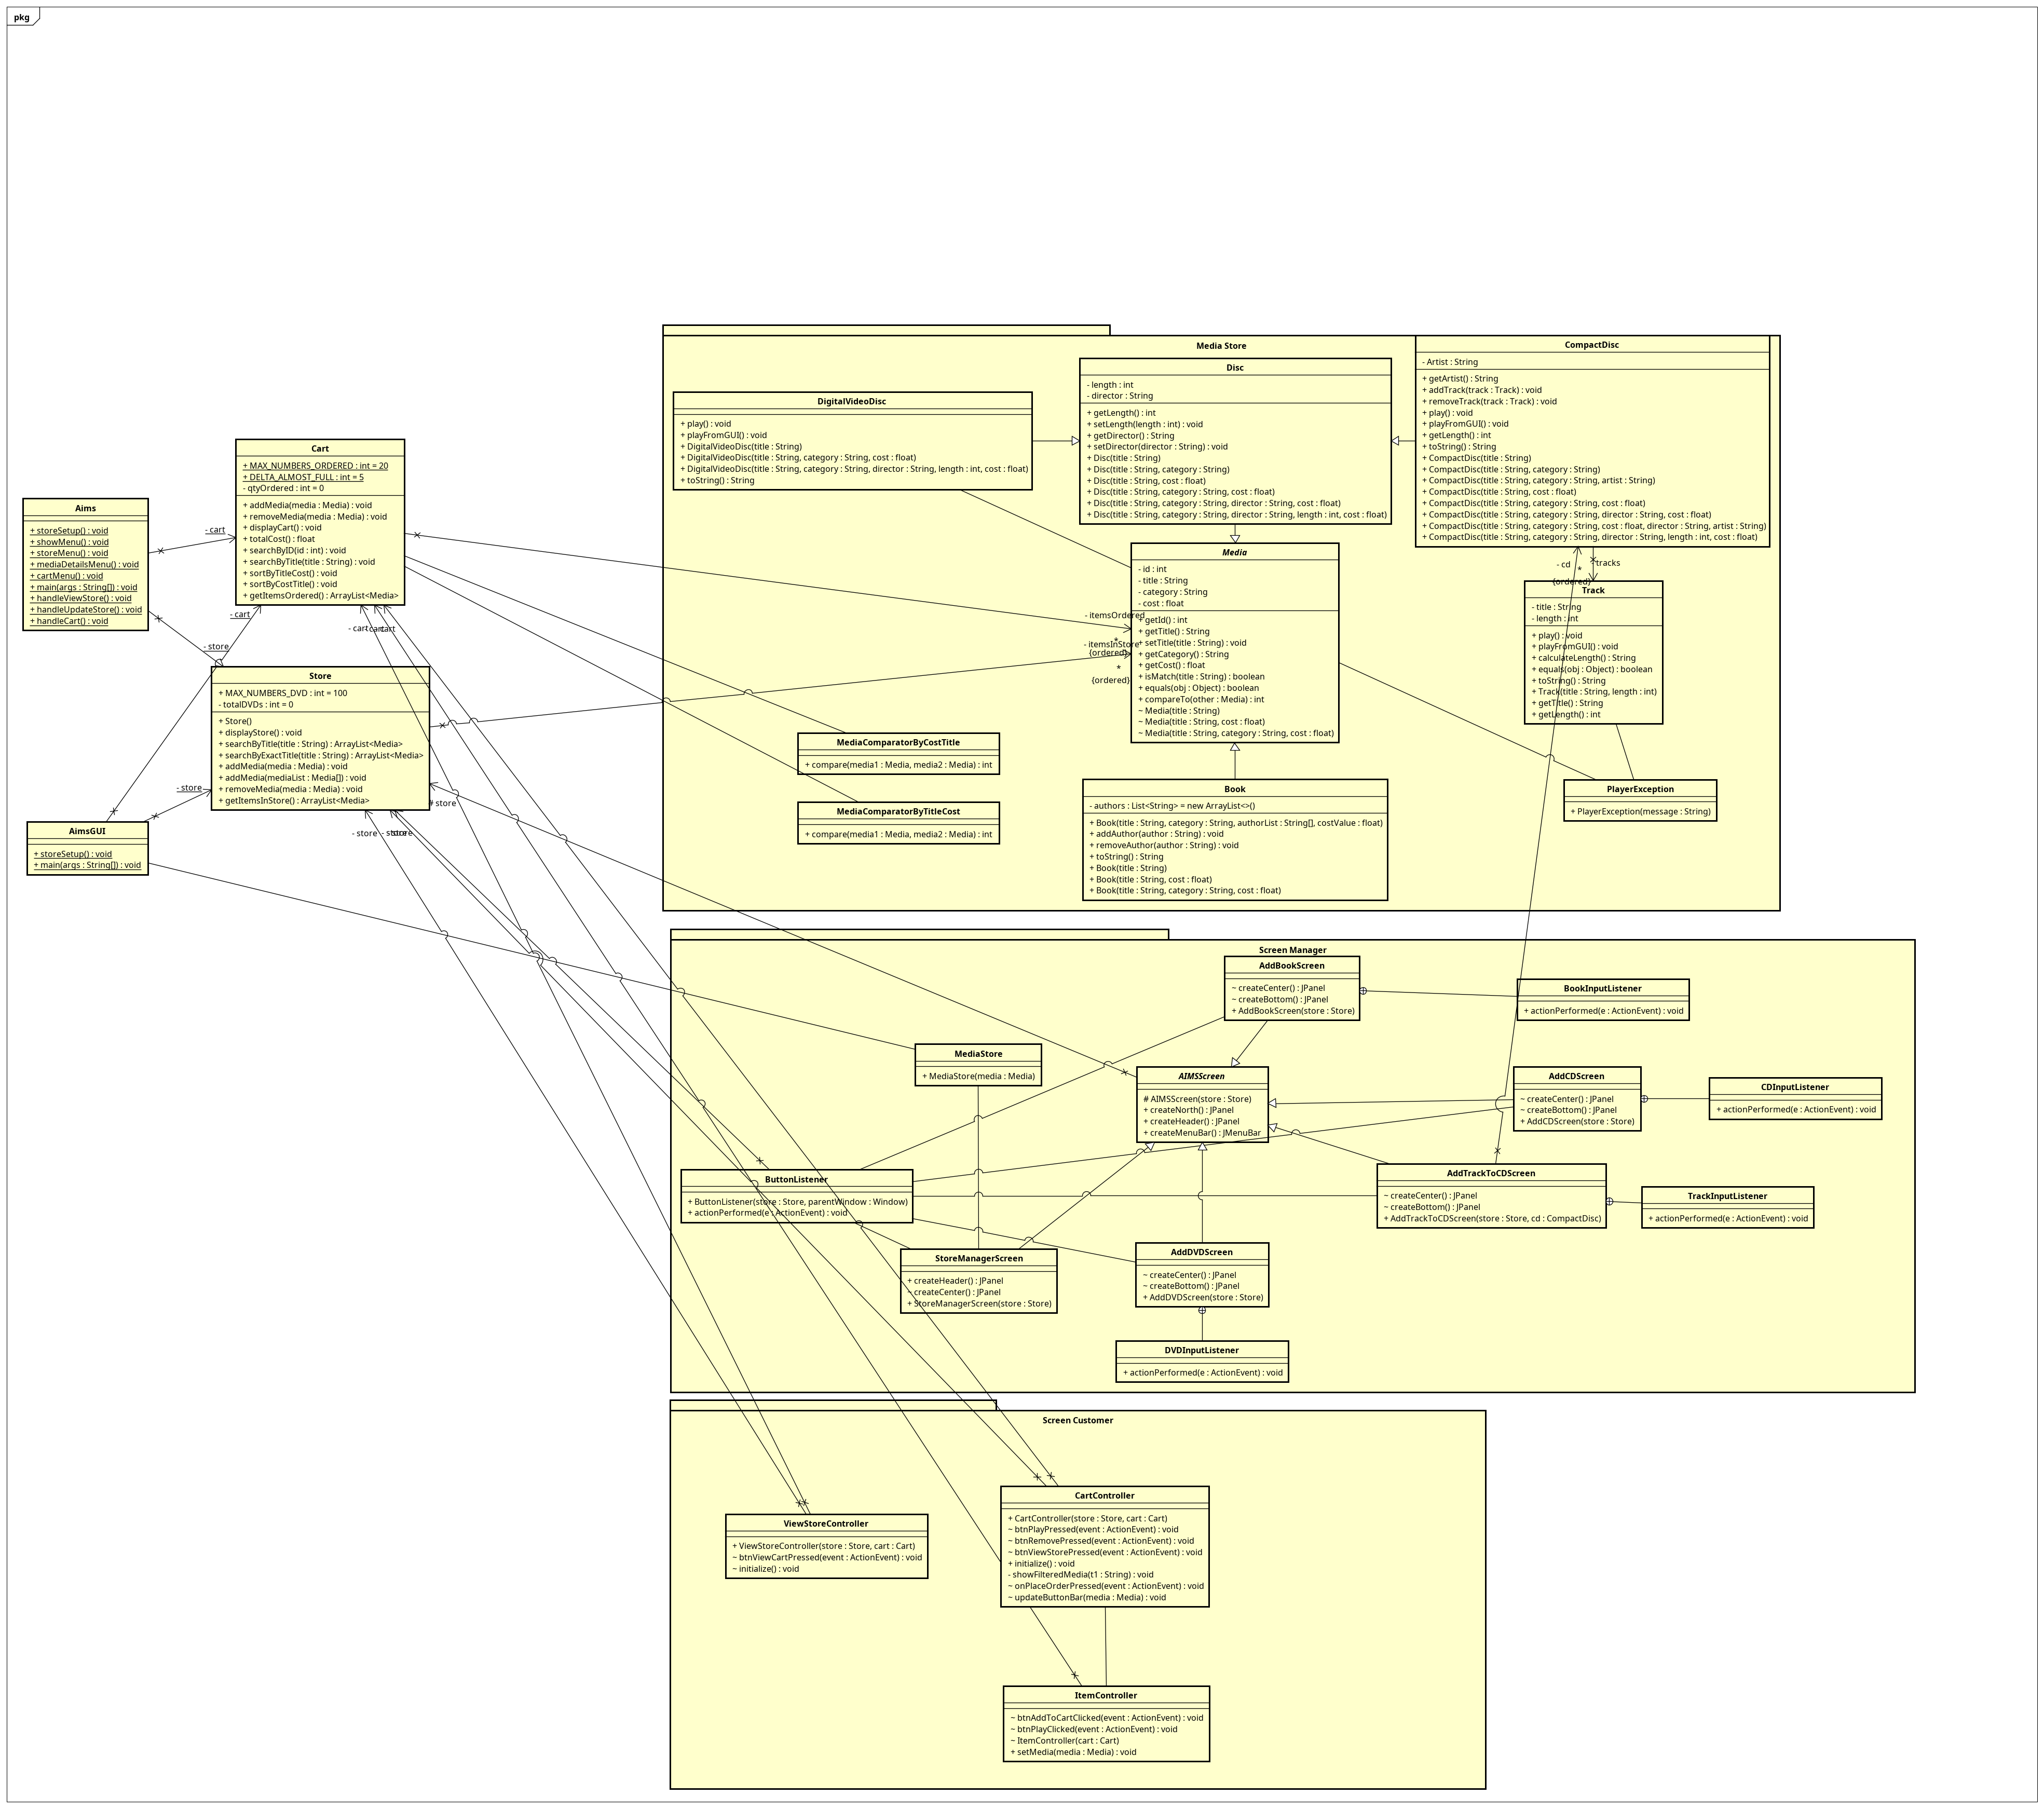 pkg
Aims
+ storeSetup() : void
+ showMenu() : void
+ storeMenu() : void
+ mediaDetailsMenu() : void
+ cartMenu() : void
+ main(args : String[]) : void
+ handleViewStore() : void
+ handleUpdateStore() : void
+ handleCart() : void
- cart
- store
Cart
+ MAX_NUMBERS_ORDERED : int = 20
+ DELTA_ALMOST_FULL : int = 5
- qtyOrdered : int = 0
+ addMedia(media : Media) : void
+ removeMedia(media : Media) : void
+ displayCart() : void
+ totalCost() : float
+ searchByID(id : int) : void
+ searchByTitle(title : String) : void
+ sortByTitleCost() : void
+ sortByCostTitle() : void
+ getItemsOrdered() : ArrayList<Media>
- cart
- cart
- cart
- cart
Store
+ MAX_NUMBERS_DVD : int = 100
- totalDVDs : int = 0
+ Store()
+ displayStore() : void
+ searchByTitle(title : String) : ArrayList<Media>
+ searchByExactTitle(title : String) : ArrayList<Media>
+ addMedia(media : Media) : void
+ addMedia(mediaList : Media[]) : void
+ removeMedia(media : Media) : void
+ getItemsInStore() : ArrayList<Media>
- store
# store
- store
- store
- store
AimsGUI
+ storeSetup() : void
+ main(args : String[]) : void
Media Store
DigitalVideoDisc
+ play() : void
+ playFromGUI() : void
+ DigitalVideoDisc(title : String)
+ DigitalVideoDisc(title : String, category : String, cost : float)
+ DigitalVideoDisc(title : String, category : String, director : String, length : int, cost : float)
+ toString() : String
Disc
- length : int
- director : String
+ getLength() : int
+ setLength(length : int) : void
+ getDirector() : String
+ setDirector(director : String) : void
+ Disc(title : String)
+ Disc(title : String, category : String)
+ Disc(title : String, cost : float)
+ Disc(title : String, category : String, cost : float)
+ Disc(title : String, category : String, director : String, cost : float)
+ Disc(title : String, category : String, director : String, length : int, cost : float)
CompactDisc
- Artist : String
+ getArtist() : String
+ addTrack(track : Track) : void
+ removeTrack(track : Track) : void
+ play() : void
+ playFromGUI() : void
+ getLength() : int
+ toString() : String
+ CompactDisc(title : String)
+ CompactDisc(title : String, category : String)
+ CompactDisc(title : String, category : String, artist : String)
+ CompactDisc(title : String, cost : float)
+ CompactDisc(title : String, category : String, cost : float)
+ CompactDisc(title : String, category : String, director : String, cost : float)
+ CompactDisc(title : String, category : String, cost : float, director : String, artist : String)
+ CompactDisc(title : String, category : String, director : String, length : int, cost : float)
- cd
- tracks
*
{ordered}
Track
- title : String
- length : int
+ play() : void
+ playFromGUI() : void
+ calculateLength() : String
+ equals(obj : Object) : boolean
+ toString() : String
+ Track(title : String, length : int)
+ getTitle() : String
+ getLength() : int
Media
- id : int
- title : String
- category : String
- cost : float
+ getId() : int
+ getTitle() : String
+ setTitle(title : String) : void
+ getCategory() : String
+ getCost() : float
+ isMatch(title : String) : boolean
+ equals(obj : Object) : boolean
+ compareTo(other : Media) : int
~ Media(title : String)
~ Media(title : String, cost : float)
~ Media(title : String, category : String, cost : float)
- itemsOrdered
*
- itemsInStore
{ordered}
*
{ordered}
MediaComparatorByCostTitle
+ compare(media1 : Media, media2 : Media) : int
MediaComparatorByTitleCost
+ compare(media1 : Media, media2 : Media) : int
Book
- authors : List<String> = new ArrayList<>()
+ Book(title : String, category : String, authorList : String[], costValue : float)
+ addAuthor(author : String) : void
+ removeAuthor(author : String) : void
+ toString() : String
+ Book(title : String)
+ Book(title : String, cost : float)
+ Book(title : String, category : String, cost : float)
PlayerException
+ PlayerException(message : String)
Screen Manager
AddBookScreen
~ createCenter() : JPanel
~ createBottom() : JPanel
+ AddBookScreen(store : Store)
BookInputListener
+ actionPerformed(e : ActionEvent) : void
MediaStore
+ MediaStore(media : Media)
AIMSScreen
# AIMSScreen(store : Store)
+ createNorth() : JPanel
+ createHeader() : JPanel
+ createMenuBar() : JMenuBar
AddCDScreen
~ createCenter() : JPanel
~ createBottom() : JPanel
+ AddCDScreen(store : Store)
CDInputListener
+ actionPerformed(e : ActionEvent) : void
ButtonListener
+ ButtonListener(store : Store, parentWindow : Window)
+ actionPerformed(e : ActionEvent) : void
AddTrackToCDScreen
~ createCenter() : JPanel
~ createBottom() : JPanel
+ AddTrackToCDScreen(store : Store, cd : CompactDisc)
TrackInputListener
+ actionPerformed(e : ActionEvent) : void
StoreManagerScreen
+ createHeader() : JPanel
~ createCenter() : JPanel
+ StoreManagerScreen(store : Store)
AddDVDScreen
~ createCenter() : JPanel
~ createBottom() : JPanel
+ AddDVDScreen(store : Store)
DVDInputListener
+ actionPerformed(e : ActionEvent) : void
Screen Customer
ViewStoreController
+ ViewStoreController(store : Store, cart : Cart)
~ btnViewCartPressed(event : ActionEvent) : void
~ initialize() : void
CartController
+ CartController(store : Store, cart : Cart)
~ btnPlayPressed(event : ActionEvent) : void
~ btnRemovePressed(event : ActionEvent) : void
~ btnViewStorePressed(event : ActionEvent) : void
+ initialize() : void
- showFilteredMedia(t1 : String) : void
~ onPlaceOrderPressed(event : ActionEvent) : void
~ updateButtonBar(media : Media) : void
ItemController
~ btnAddToCartClicked(event : ActionEvent) : void
~ btnPlayClicked(event : ActionEvent) : void
~ ItemController(cart : Cart)
+ setMedia(media : Media) : void